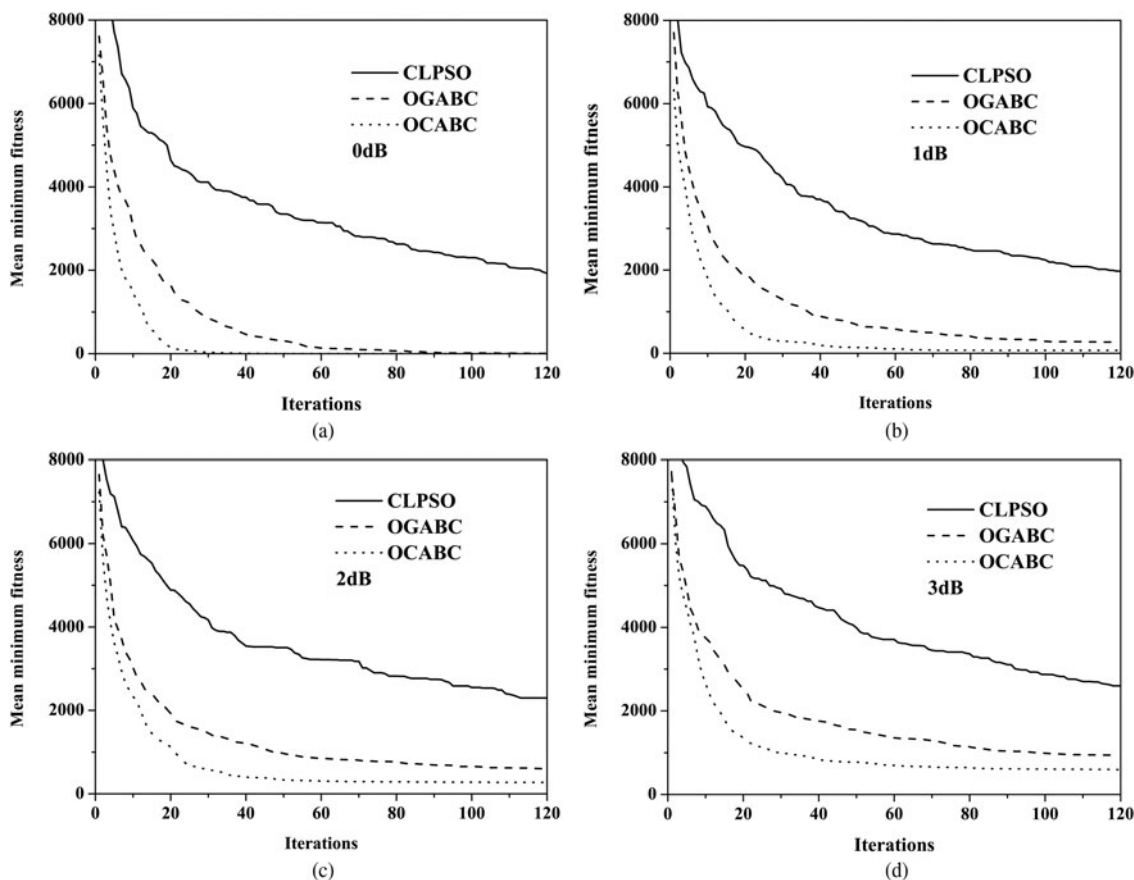 8000
6000
4000
2000
0
Mean minimum fitness
CLPSO
OGABC
OCABC
0dB
0 20 40 60 80 100 120
Iterations
(a)
8000
6000
4000
2000
0
Mean minimum fitness
CLPSO
OGABC
OCABC
1dB
0 20 40 60 80 100 120
Iterations
(b)
8000
6000
4000
2000
0
Mean minimum fitness
CLPSO
OGABC
OCABC
2dB
0 20 40 60 80 100 120
Iterations
(c)
8000
6000
4000
2000
0
Mean minimum fitness
CLPSO
OGABC
OCABC
3dB
0 20 40 60 80 100 120
Iterations
(d)